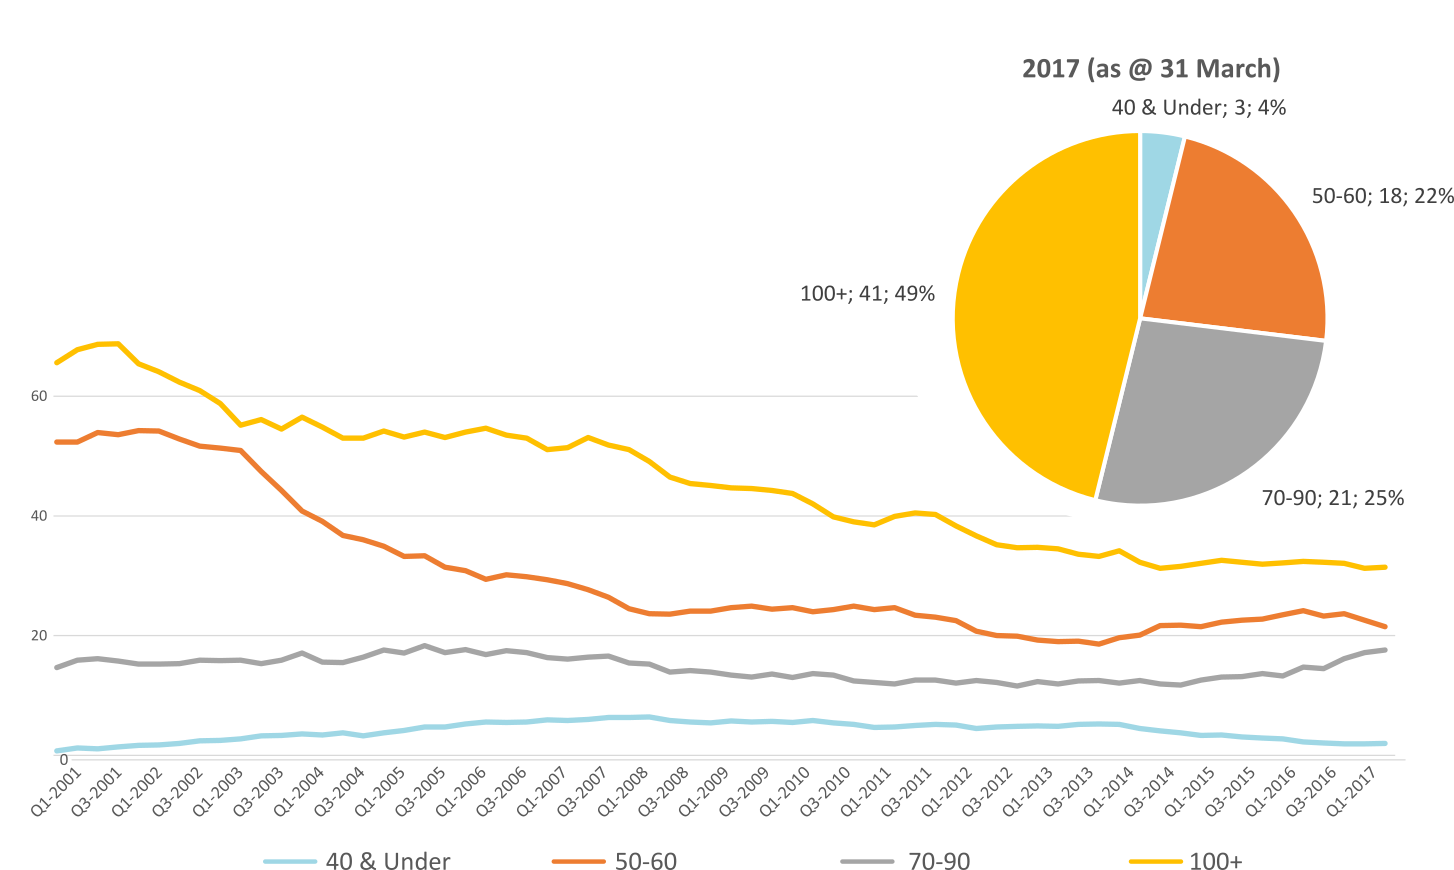 2017 (as @ 31 March)
40 & Under; 3; 4%
50-60; 18; 22%
100+; 41; 49%
70-90; 21; 25%
60
40
20
0
Q1-2001
Q3-2001
Q1-2002
Q3-2002
Q1-2003
Q3-2003
Q1-2004
Q3-2004
Q1-2005
Q3-2005
Q1-2006
Q3-2006
Q1-2007
Q3-2007
Q1-2008
Q3-2008
Q1-2009
Q3-2009
Q1-2010
Q3-2010
Q1-2011
Q3-2011
Q1-2012
Q3-2012
Q1-2013
Q3-2013
Q1-2014
Q3-2014
Q1-2015
Q3-2015
Q1-2016
Q3-2016
Q1-2017
40 & Under
50-60
70-90
100+